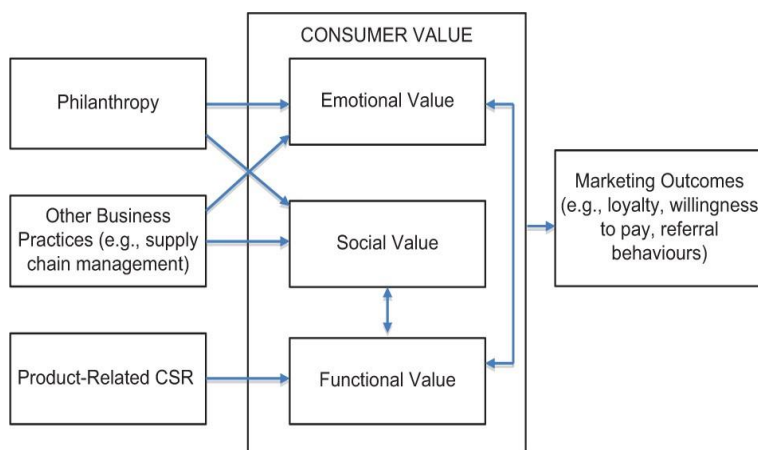 CONSUMER VALUE
Philanthropy
Emotional Value
Other Business
Practices (e.g., supply
chain management)
Social Value
Marketing Outcomes
(e.g., loyalty, willingness
to pay, referral
behaviours)
Product-Related CSR
Functional Value